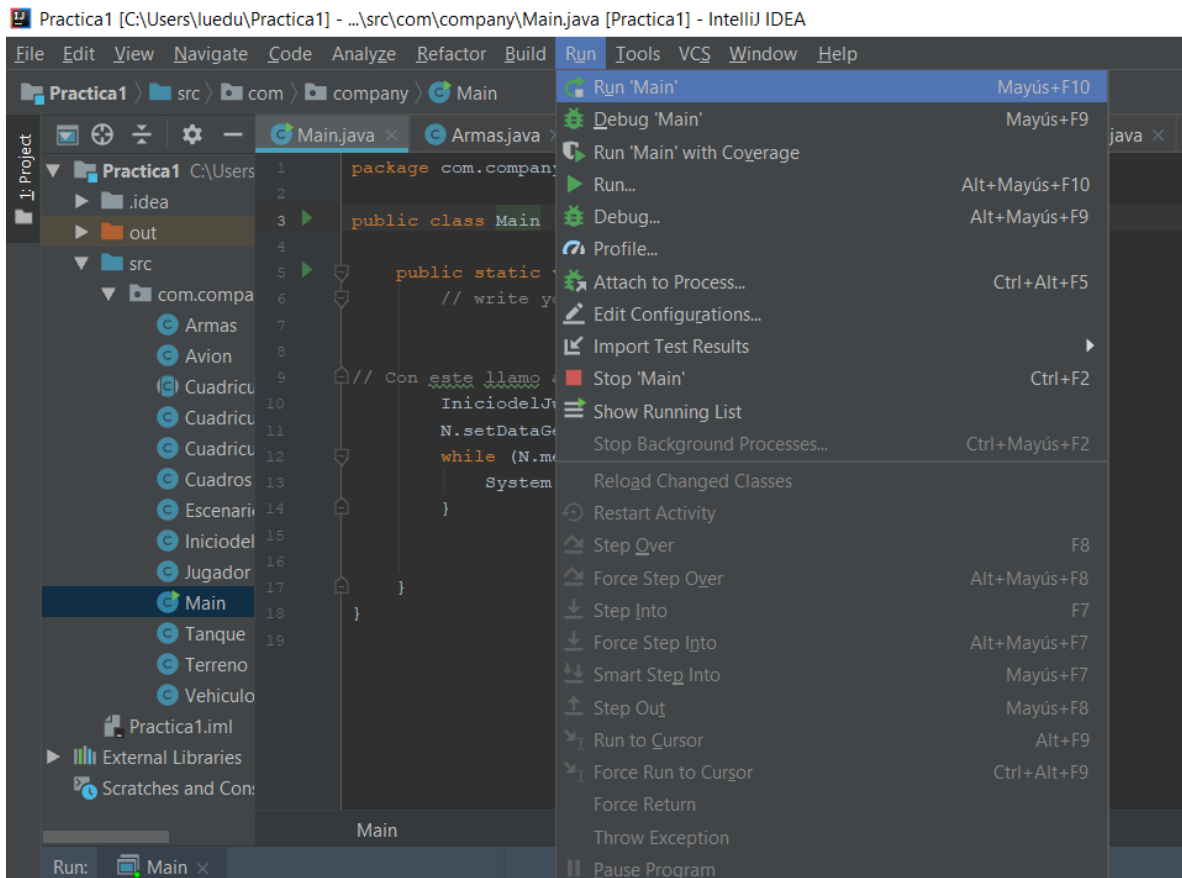 Practica1 [C:\Users\luedu\Practica1] - ...\src\com\company\Main.java [Practica1] - IntelliJ IDEA
File Edit View Navigate Code Analyze Refactor Build Run Tools VCS Window Help
Practica1 src com company Main
1: Project
Main.java Armas.java java
Practica1 C:\Users
.idea
out
src
com.compa
Armas
Avion
Cuadricu
Cuadricu
Cuadricu
Cuadros
Escenari
Iniciodel
Jugador
Main
Tanque
Terreno
Vehiculo
Practica1.iml
External Libraries
Scratches and Con
1 package com.company
2
3 public class Main
4
5 public static
6 // write yo
7
8
9 // Con este llamo a
10 IniciodelJu
11 N.setDataGe
12 while (N.me
13 System
14 }
15
16
17 }
18 }
19
Main
Run 'Main' Mayús+F10
Debug 'Main' Mayús+F9
Run 'Main' with Coverage
Run... Alt+Mayús+F10
Debug... Alt+Mayús+F9
Profile...
Attach to Process... Ctrl+Alt+F5
Edit Configurations...
Import Test Results
Stop 'Main' Ctrl+F2
Show Running List
Stop Background Processes... Ctrl+Mayús+F2
Reload Changed Classes
Restart Activity
Step Over F8
Force Step Over Alt+Mayús+F8
Step Into F7
Force Step Into Alt+Mayús+F7
Smart Step Into Mayús+F7
Step Out Mayús+F8
Run to Cursor Alt+F9
Force Run to Cursor Ctrl+Alt+F9
Force Return
Throw Exception
Pause Program
Run: Main